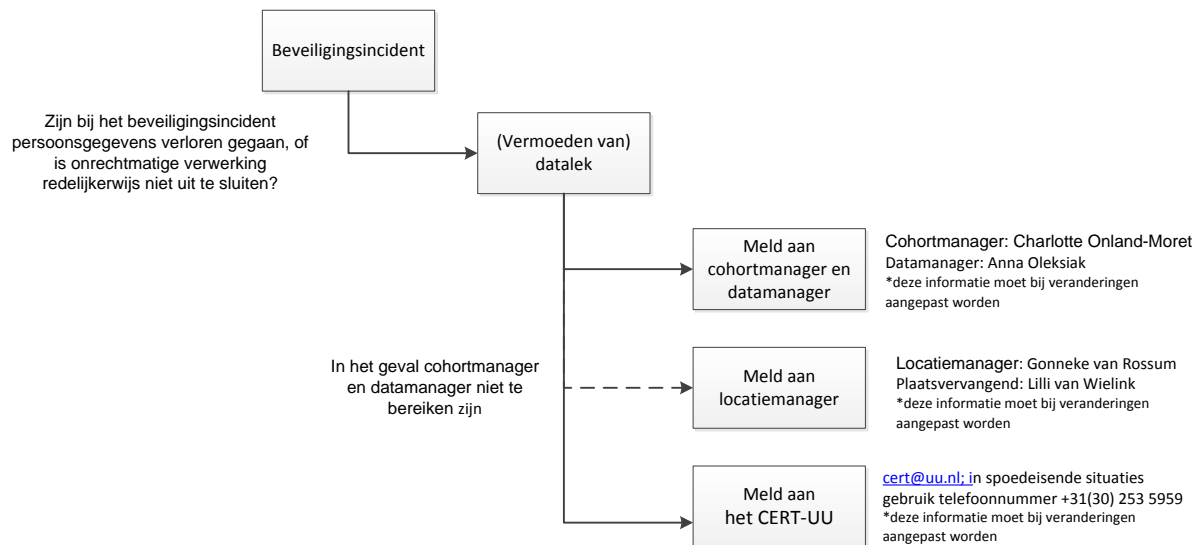 Beveiligingsincident
Zijn bij het beveiligingsincident
persoonsgegevens verloren gegaan, of
is onrechtmatige verwerking
redelijkerwijs niet uit te sluiten?
(Vermoeden van)
datalek
Meld aan
cohortmanager en
datamanager
Cohortmanager: Charlotte Onland-Moret
Datamanager: Anna Oleksiak
*deze informatie moet bij veranderingen
aangepast worden
In het geval cohortmanager
en datamanager niet te
bereiken zijn
Meld aan
locatiemanager
Locatiemanager: Gonneke van Rossum
Plaatsvervangend: Lilli van Wielink
*deze informatie moet bij veranderingen
aangepast worden
Meld aan
het CERT-UU
cert@uu.nl; in spoedeisende situaties
gebruik telefoonnummer +31(30) 253 5959
*deze informatie moet bij veranderingen
aangepast worden